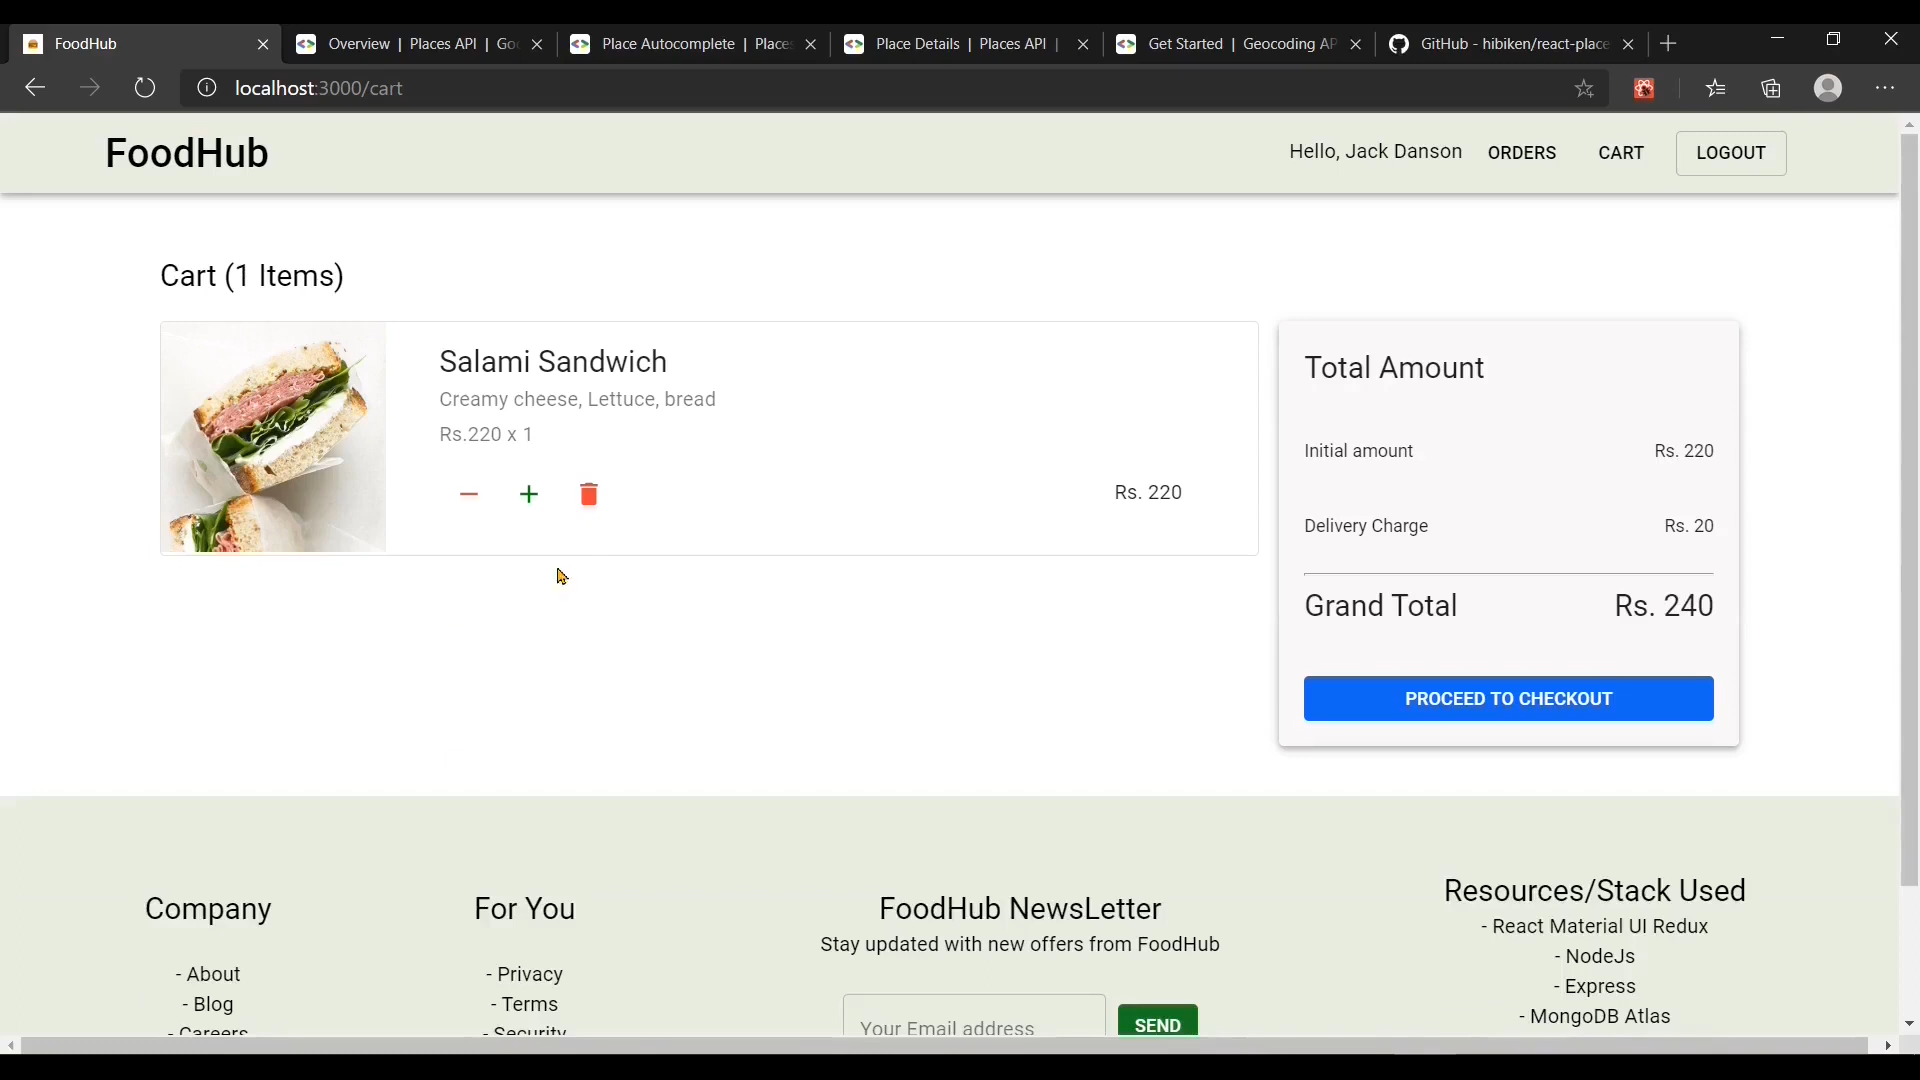 FoodHub
Overview | Places API | Goo
Place Autocomplete | Places
Place Details | Places API |
Get Started | Geocoding AP
GitHub - hibiken/react-place
localhost:3000/cart
FoodHub
Hello, Jack Danson
ORDERS
CART
LOGOUT
Cart (1 Items)
Salami Sandwich
Creamy cheese, Lettuce, bread
Rs.220 x 1
Rs. 220
Total Amount
Initial amount Rs. 220
Delivery Charge Rs. 20
Grand Total Rs. 240
PROCEED TO CHECKOUT
Company
- About
- Blog
- Careers
For You
- Privacy
- Terms
- Security
FoodHub NewsLetter
Stay updated with new offers from FoodHub
Your Email address
SEND
Resources/Stack Used
- React Material UI Redux
- NodeJs
- Express
- MongoDB Atlas